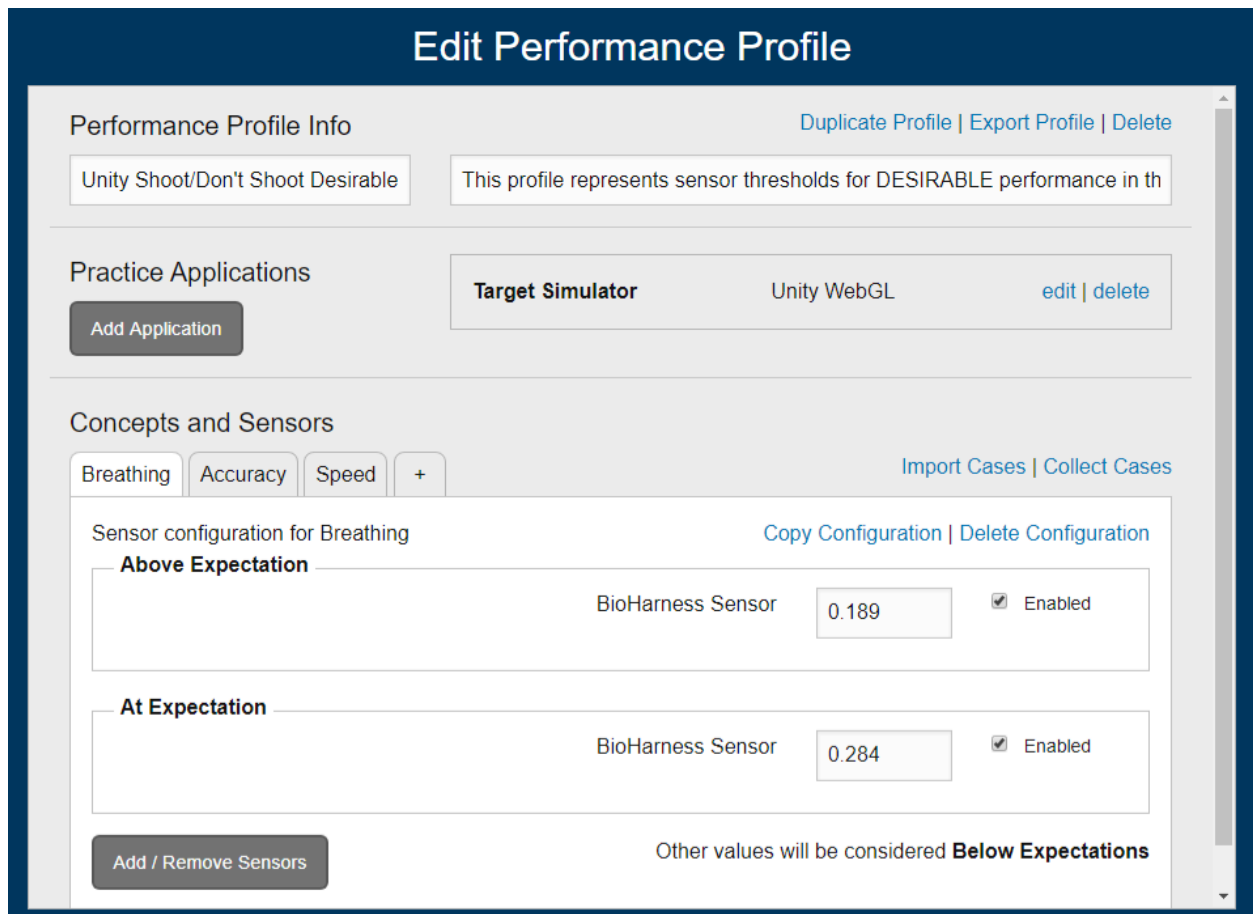 Edit Performance Profile
Performance Profile Info
Duplicate Profile | Export Profile | Delete
Unity Shoot/Don't Shoot Desirable
This profile represents sensor thresholds for DESIRABLE performance in th
Practice Applications
Target Simulator Unity WebGL edit | delete
Add Application
Concepts and Sensors
Breathing Accuracy Speed +
Import Cases | Collect Cases
Sensor configuration for Breathing
Copy Configuration | Delete Configuration
Above Expectation
BioHarness Sensor 0.189 Enabled
At Expectation
BioHarness Sensor 0.284 Enabled
Add / Remove Sensors
Other values will be considered Below Expectations